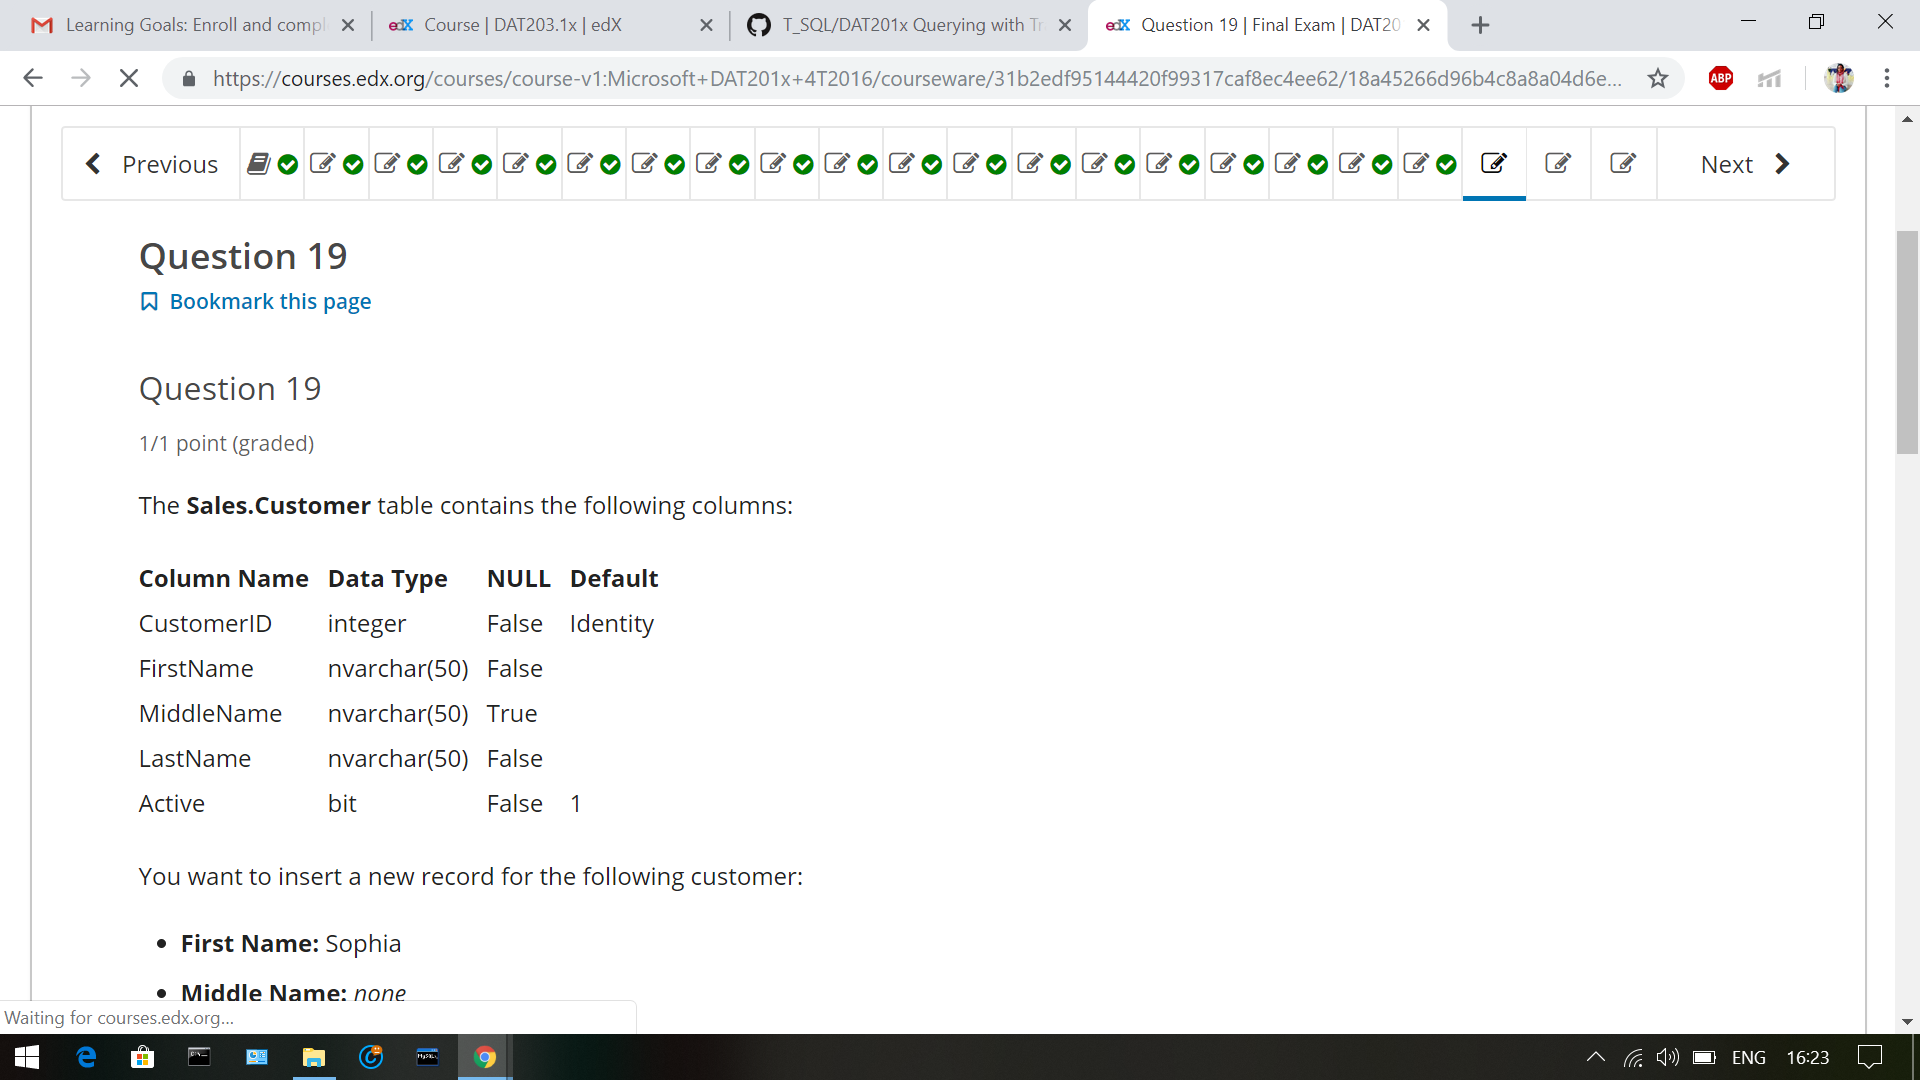 Learning Goals: Enroll and compl
edX Course | DAT203.1x | edX
T_SQL/DAT201x Querying with Tr
edX Question 19 | Final Exam | DAT20
https://courses.edx.org/courses/course-v1:Microsoft+DAT201x+4T2016/courseware/31b2edf95144420f99317caf8ec4ee62/18a45266d96b4c8a8a04d6e...
ABP
Previous
Next
Question 19
Bookmark this page
Question 19
1/1 point (graded)
The Sales.Customer table contains the following columns:
Column Name Data Type NULL Default
CustomerID integer False Identity
FirstName nvarchar(50) False
MiddleName nvarchar(50) True
LastName nvarchar(50) False
Active bit False 1
You want to insert a new record for the following customer:
• First Name: Sophia
• Middle Name: none
Waiting for courses.edx.org...
ENG 16:23